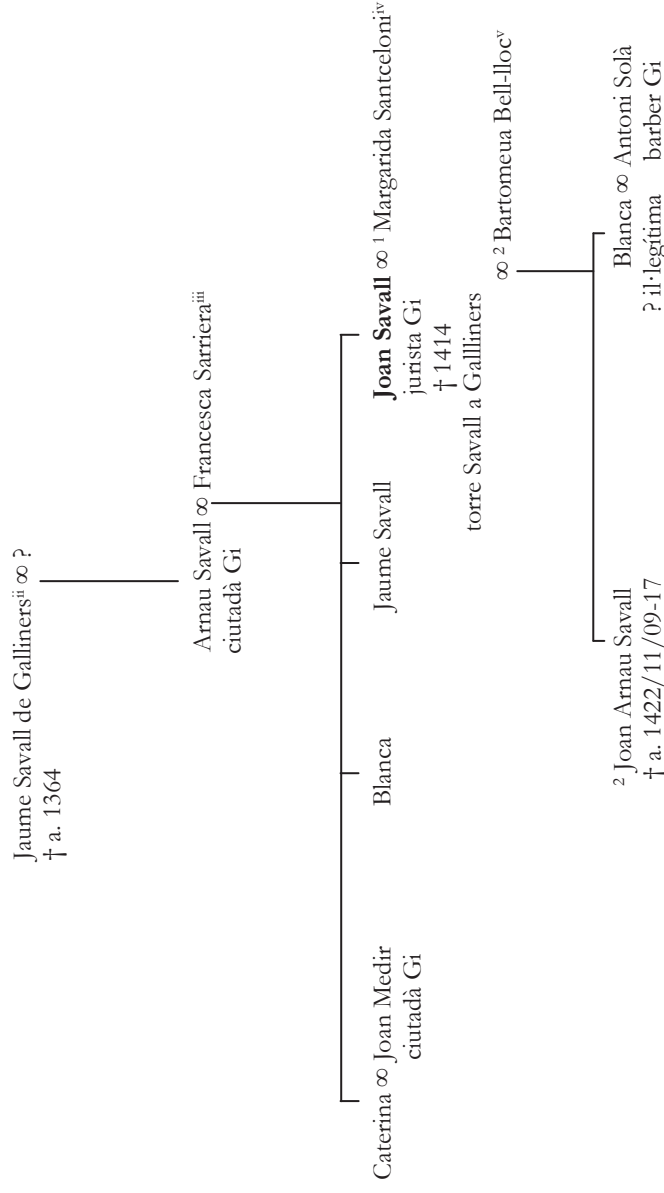 Jaume Savall de Gallinersⁱⁱ ∞ ?
† a. 1364
Arnau Savall ∞ Francesca Sarrieraⁱⁱⁱ
ciutadà Gi
Caterina ∞ Joan Medir
ciutadà Gi
Blanca
Jaume Savall
Joan Savall ∞ ¹ Margarida Santceloniⁱᵛ
jurista Gi
† 1414
torre Savall a Gallliners
∞ ² Bartomeua Bell-llocᵛ
² Joan Arnau Savall
† a. 1422/11/09-17
Blanca ∞ Antoni Solà
? il·legítima barber Gi